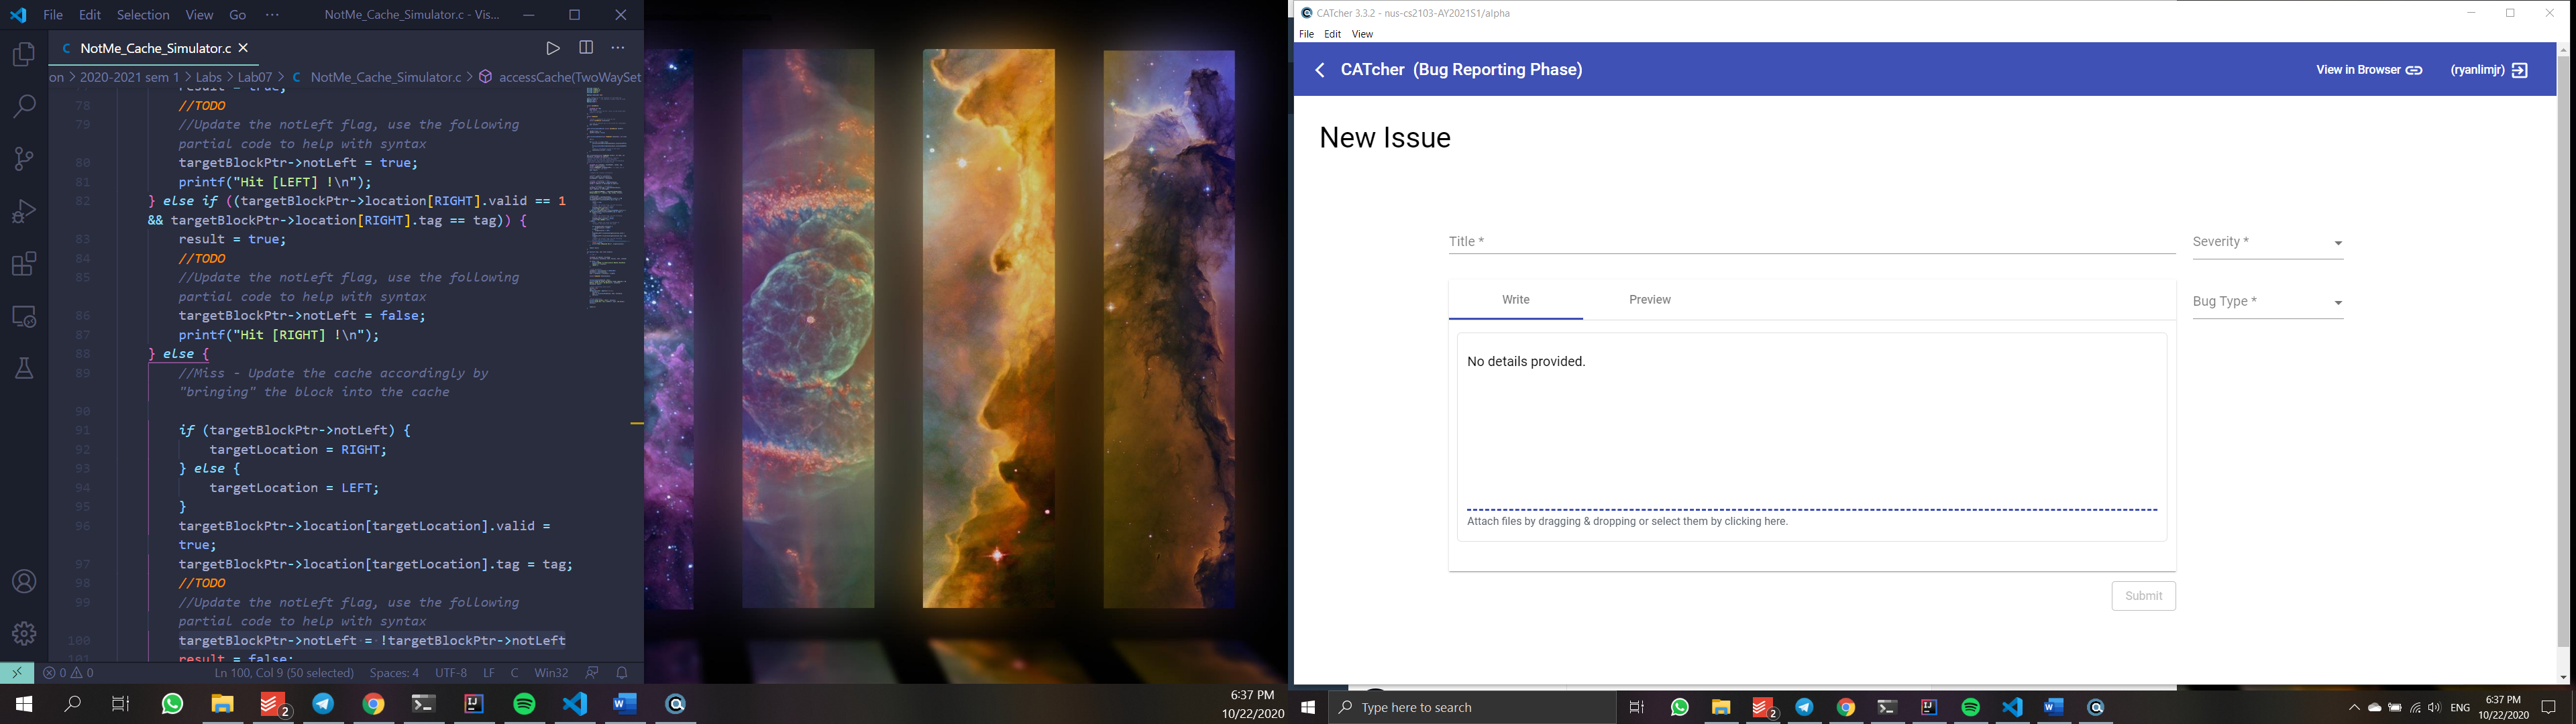 File Edit Selection View Go ··· NotMe_Cache_Simulator.c - Vis...
C NotMe_Cache_Simulator.c
on > 2020-2021 sem 1 > Labs > Lab07 > C NotMe_Cache_Simulator.c > accessCache(TwoWaySet
result = true;
78 //TODO
79 //Update the notLeft flag, use the following
partial code to help with syntax
80 targetBlockPtr->notLeft = true;
81 printf("Hit [LEFT] !\n");
82 } else if ((targetBlockPtr->location[RIGHT].valid == 1
&& targetBlockPtr->location[RIGHT].tag == tag)) {
83 result = true;
84 //TODO
85 //Update the notLeft flag, use the following
partial code to help with syntax
86 targetBlockPtr->notLeft = false;
87 printf("Hit [RIGHT] !\n");
88 } else {
89 //Miss - Update the cache accordingly by
"bringing" the block into the cache
90
91 if (targetBlockPtr->notLeft) {
92 targetLocation = RIGHT;
93 } else {
94 targetLocation = LEFT;
95 }
96 targetBlockPtr->location[targetLocation].valid =
true;
97 targetBlockPtr->location[targetLocation].tag = tag;
98 //TODO
99 //Update the notLeft flag, use the following
partial code to help with syntax
100 targetBlockPtr->notLeft = !targetBlockPtr->notLeft
101 result = false;
0 0 Ln 100, Col 9 (50 selected) Spaces: 4 UTF-8 LF C Win32
2
6:37 PM
10/22/2020
CATcher 3.3.2 - nus-cs2103-AY2021S1/alpha
File Edit View
CATcher (Bug Reporting Phase)
View in Browser (ryanlimjr)
New Issue
Title * Severity *
Write Preview
Bug Type *
No details provided.
Attach files by dragging & dropping or select them by clicking here.
Submit
Type here to search
2
ENG
6:37 PM
10/22/2020